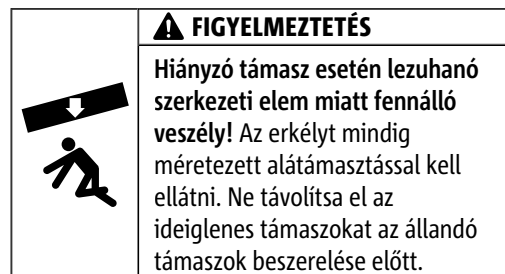 FIGYELMEZTETÉS
Hiányzó támasz esetén lezuhanó
szerkezeti elem miatt fennálló
veszély! Az erkélyt mindig
méretezett alátámasztással kell
ellátni. Ne távolítsa el az
ideiglenes támaszokat az állandó
támaszok beszerelése előtt.